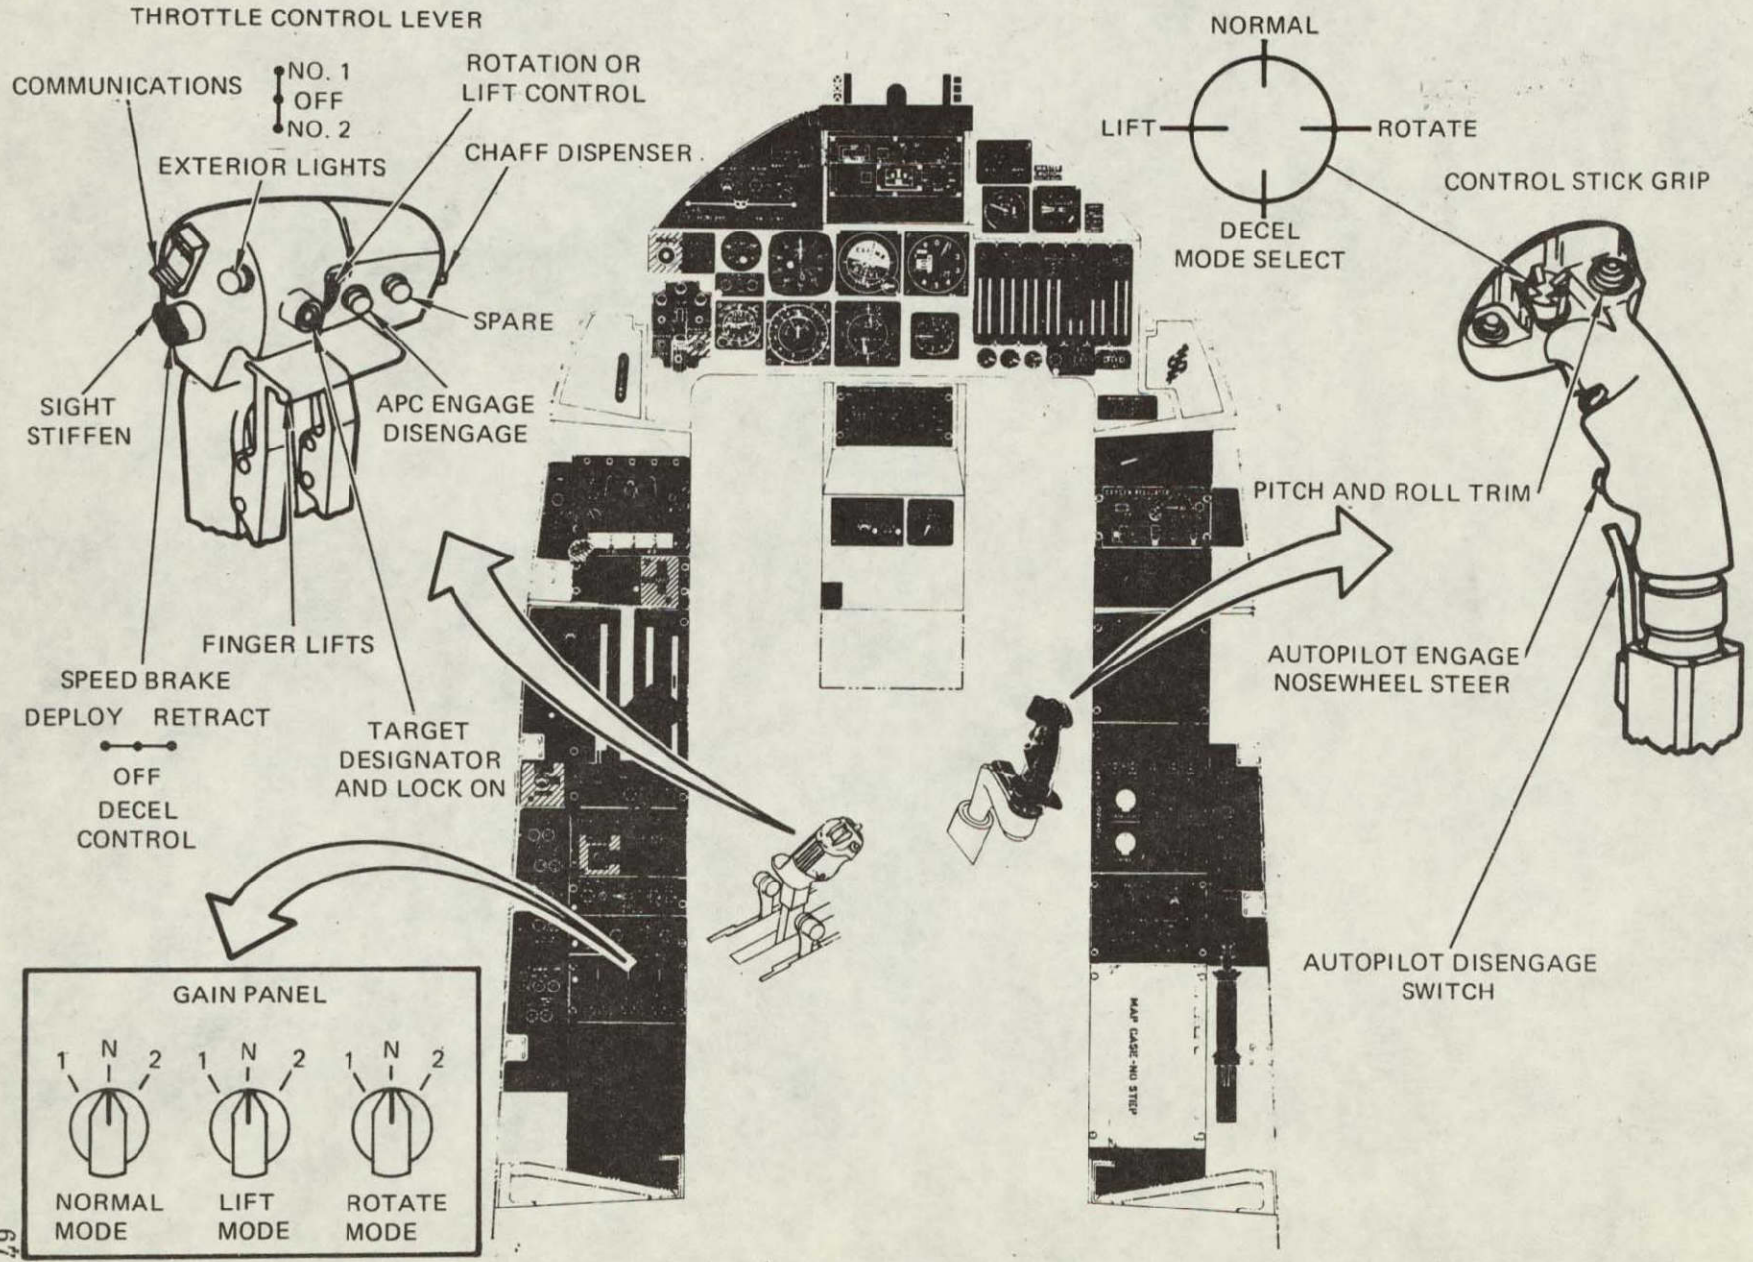 THROTTLE CONTROL LEVER
COMMUNICATIONS
NO. 1
OFF
NO. 2
EXTERIOR LIGHTS
ROTATION OR
LIFT CONTROL
CHAFF DISPENSER
SPARE
APC ENGAGE
DISENGAGE
SIGHT
STIFFEN
FINGER LIFTS
SPEED BRAKE
DEPLOY RETRACT
OFF
DECEL
CONTROL
TARGET
DESIGNATOR
AND LOCK ON
NORMAL
LIFT
ROTATE
DECEL
MODE SELECT
CONTROL STICK GRIP
PITCH AND ROLL TRIM
AUTOPILOT ENGAGE
NOSEWHEEL STEER
AUTOPILOT DISENGAGE
SWITCH
MAP CASE-NO STEP
GAIN PANEL
1 N 2
1 N 2
1 N 2
NORMAL
MODE
LIFT
MODE
ROTATE
MODE